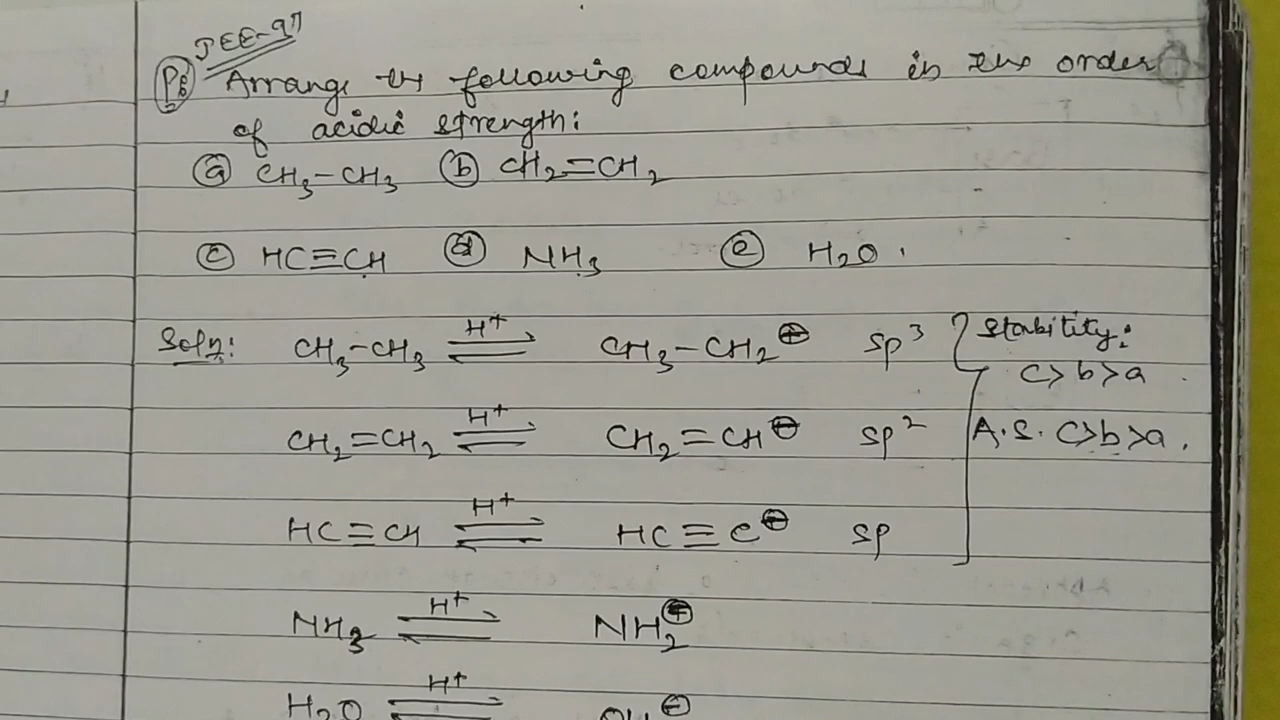 JEE-97
P8 Arrange the following compounds in the order
of acidic strength:
(a) CH₃-CH₃ (b) CH₂=CH₂
(c) HC≡CH (d) NH₃ (e) H₂O.
Soln: CH₃-CH₃ ⇌ H⁺ CH₃-CH₂⊕ sp³ } Stability:
C>b>a
CH₂=CH₂ ⇌ H⁺ CH₂=CH⊖ sp² A.S. C>b>a.
HC≡CH ⇌ H⁺ HC≡C⊖ sp
NH₃ ⇌ H⁺ NH₂⊕
H₂O ⇌ H⁺ OH⊖